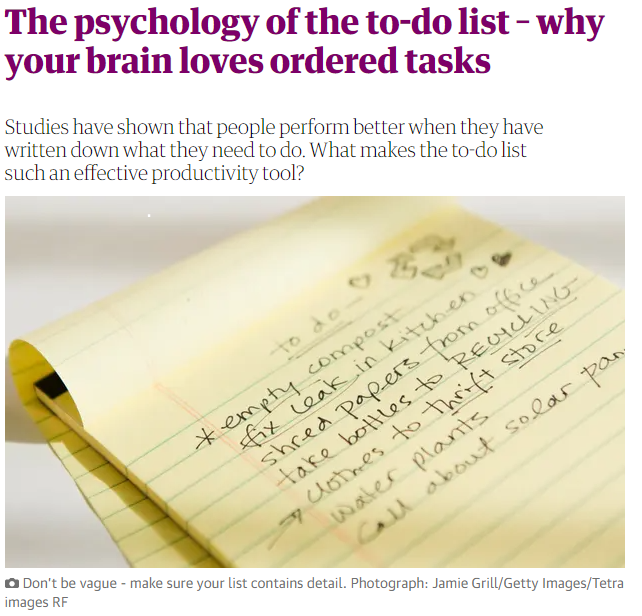 The psychology of the to-do list – why
your brain loves ordered tasks
Studies have shown that people perform better when they have
written down what they need to do. What makes the to-do list
such an effective productivity tool?
to do —
* empty compost
fix leak in kitchen
shred papers from office
take bottles to RECYCLING
→ clothes to thrift store
water plants
Call about solar pan
Don't be vague - make sure your list contains detail. Photograph: Jamie Grill/Getty Images/Tetra
images RF